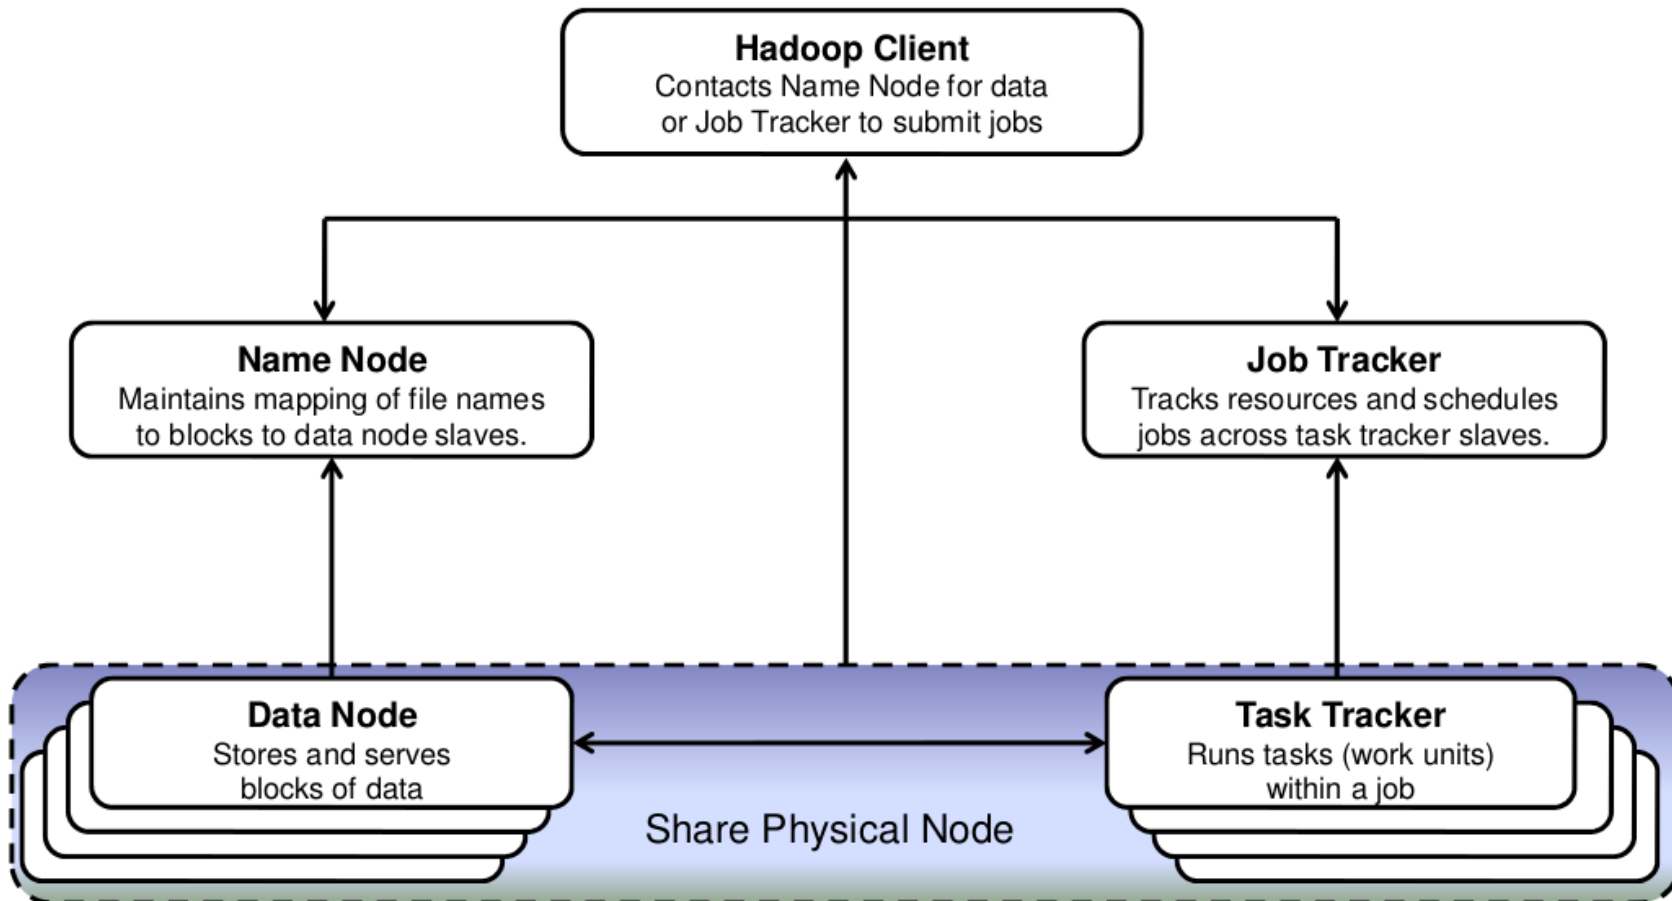 Hadoop Client
Contacts Name Node for data
or Job Tracker to submit jobs
Name Node
Maintains mapping of file names
to blocks to data node slaves.
Job Tracker
Tracks resources and schedules
jobs across task tracker slaves.
Data Node
Stores and serves
blocks of data
Task Tracker
Runs tasks (work units)
within a job
Share Physical Node